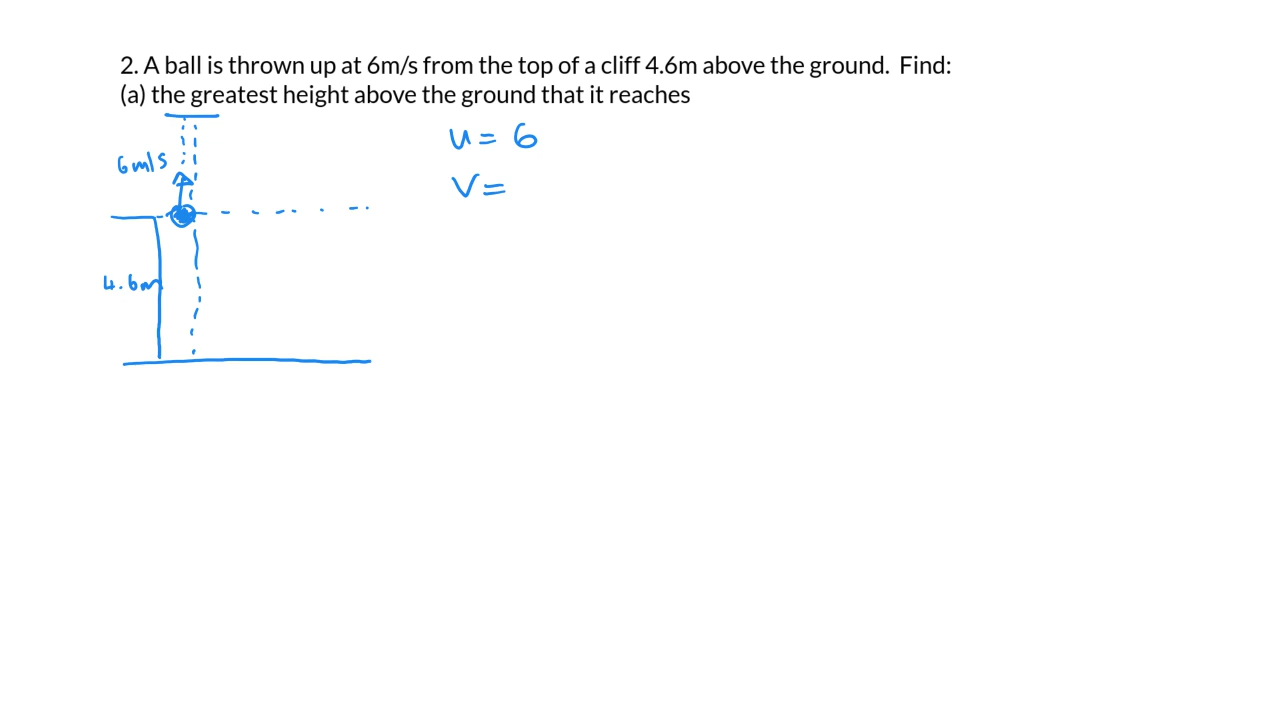 2. A ball is thrown up at 6m/s from the top of a cliff 4.6m above the ground. Find:
(a) the greatest height above the ground that it reaches
u = 6
6m/s
v =
4.6m